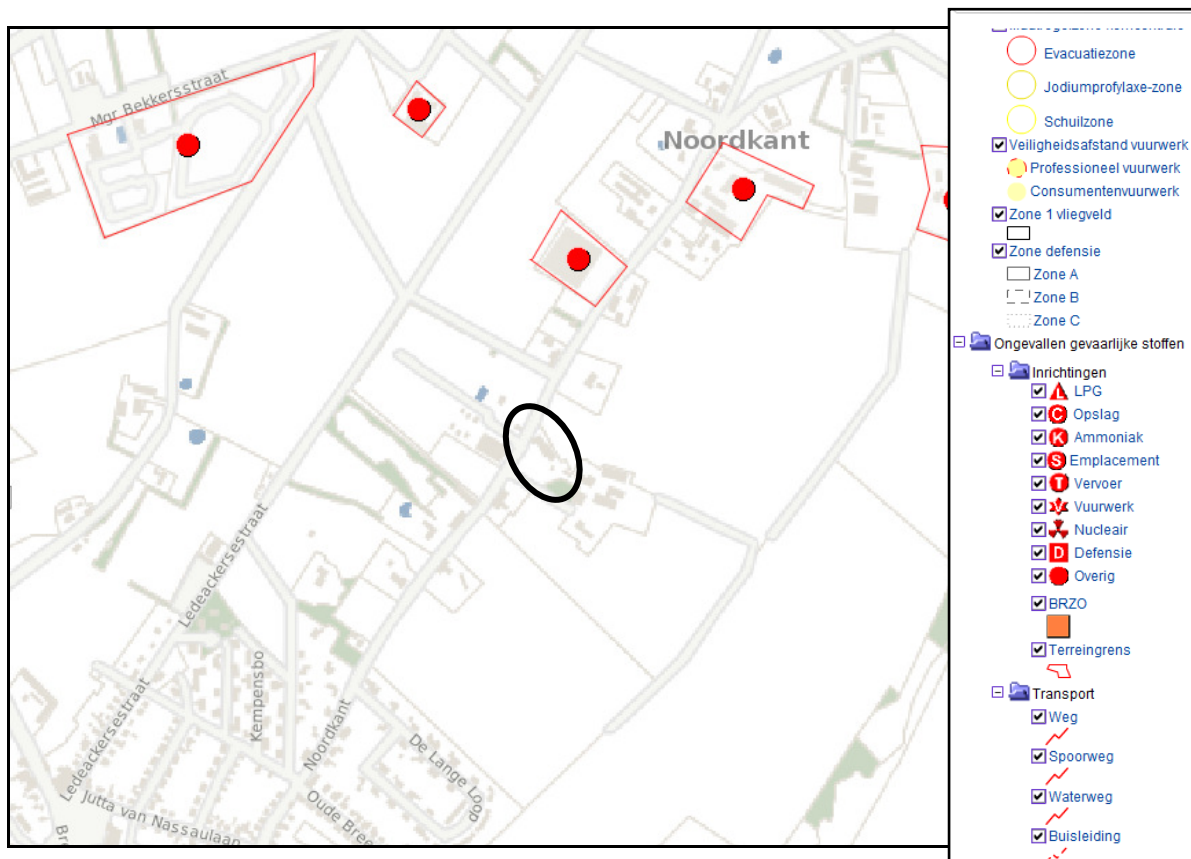 Mgr Bekkersstraat
Noordkant
Ledeackersestraat
Ledeackersestraat
Kempensbo
Noordkant
De Lange Loop
Oude Bree
Jutta van Nassaulaan
Bre
Evacuatiezone
Jodiumprofylaxe-zone
Schuilzone
Veiligheidsafstand vuurwerk
Professioneel vuurwerk
Consumentenvuurwerk
Zone 1 vliegveld
Zone defensie
Zone A
Zone B
Zone C
Ongevallen gevaarlijke stoffen
Inrichtingen
L LPG
C Opslag
K Ammoniak
S Emplacement
T Vervoer
V Vuurwerk
Nucleair
D Defensie
Overig
BRZO
Terreingrens
Transport
Weg
Spoorweg
Waterweg
Buisleiding